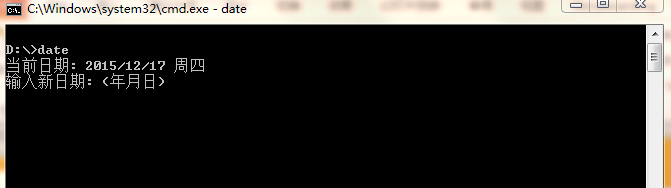 C:\Windows\system32\cmd.exe - date
D:\>date
当前日期: 2015/12/17 周四
输入新日期: (年月日)